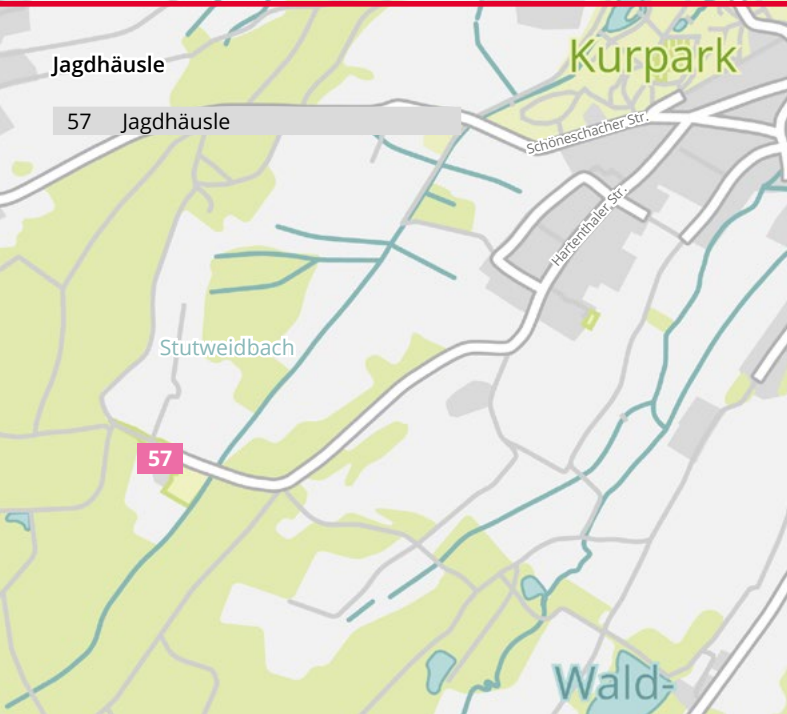 Jagdhäusle
57 Jagdhäusle
Kurpark
Schöneschacher Str.
Hartenthaler Str.
Stutweidbach
57
Wald-